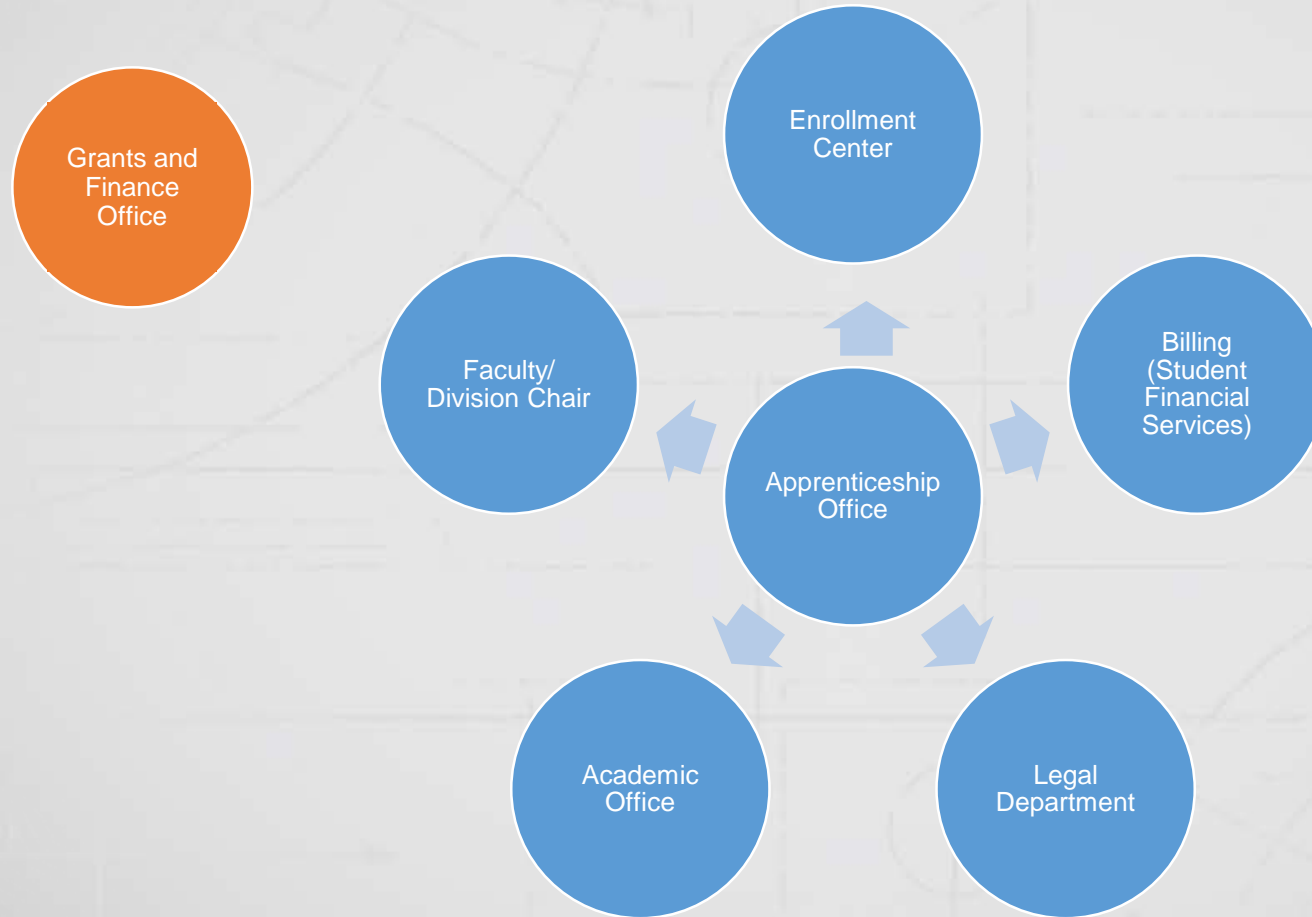 Grants and
Finance
Office
Enrollment
Center
Faculty/
Division Chair
Billing
(Student
Financial
Services)
Apprenticeship
Office
Academic
Office
Legal
Department